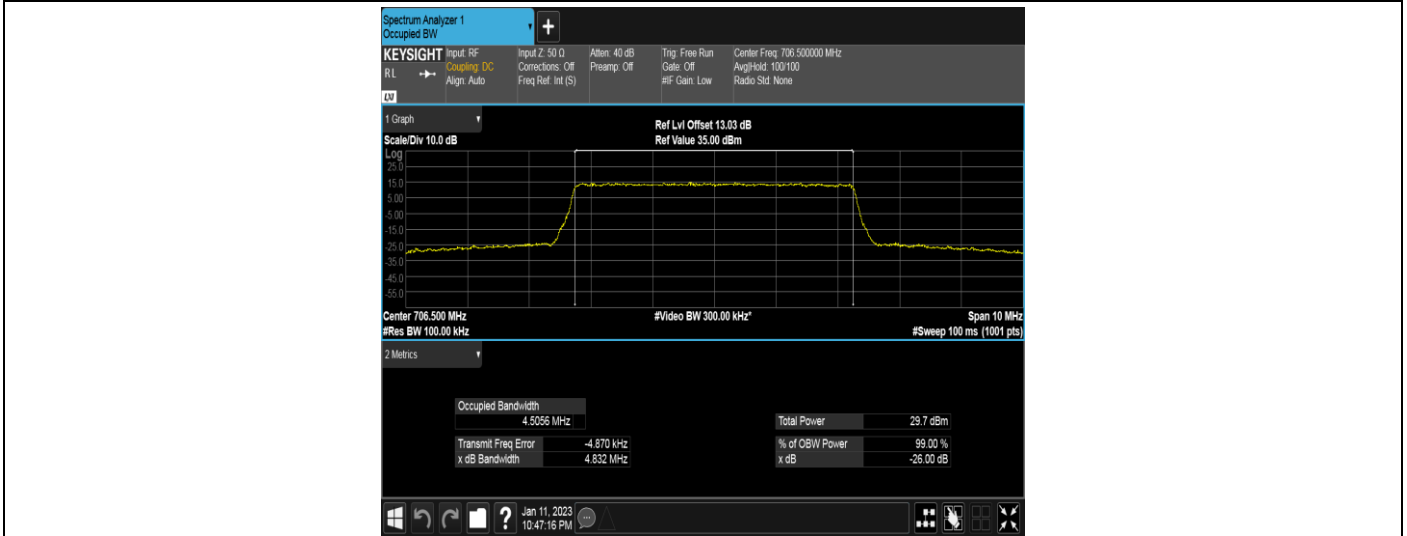 Spectrum Analyzer 1
Occupied BW
+
KEYSIGHT Input: RF Input Z: 50 Ω Atten: 40 dB Trig: Free Run Center Freq: 706.500000 MHz
RL Coupling: DC Corrections: Off Preamp: Off Gate: Off Avg|Hold: 100/100
Align: Auto Freq Ref: Int (S) #IF Gain: Low Radio Std: None
LXI
1 Graph
Ref Lvl Offset 13.03 dB
Scale/Div 10.0 dB Ref Value 35.00 dBm
Log
25.0
15.0
5.00
-5.00
-15.0
-25.0
-35.0
-45.0
-55.0
Center 706.500 MHz #Video BW 300.00 kHz* Span 10 MHz
#Res BW 100.00 kHz #Sweep 100 ms (1001 pts)
2 Metrics
Occupied Bandwidth
4.5056 MHz Total Power 29.7 dBm
Transmit Freq Error -4.870 kHz % of OBW Power 99.00 %
x dB Bandwidth 4.832 MHz x dB -26.00 dB
? Jan 11, 2023
10:47:16 PM